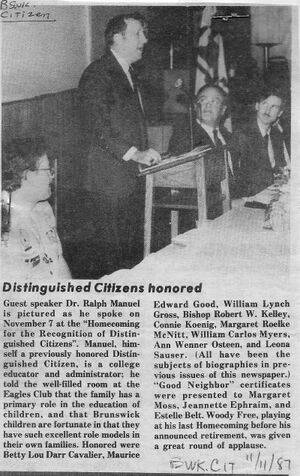 BSWK.
Citizen
Distinguished Citizens honored
Guest speaker Dr. Ralph Manuel
is pictured as he spoke on
November 7 at the "Homecoming
for the Recognition of Distin-
guished Citizens". Manuel, him-
self a previously honored Distin-
guished Citizen, is a college
educator and administrator; he
told the well-filled room at the
Eagles Club that the family has a
primary role in the education of
children, and that Brunswick
children are fortunate in that they
have such excellent role models in
their own families. Honored were
Betty Lou Darr Cavalier, Maurice
Edward Good, William Lynch
Gross, Bishop Robert W. Kelley,
Connie Koenig, Margaret Roelke
McNitt, William Carlos Myers,
Ann Wenner Osteen, and Leona
Sauser. (All have been the
subjects of biographies in pre-
vious issues of this newspaper.)
"Good Neighbor" certificates
were presented to Margaret
Moss, Jeannette Ephraim, and
Estelle Belt. Woody Free, playing
at his last Homecoming before his
announced retirement, was given
a great round of applause.
BWK. CIT 11/11/87